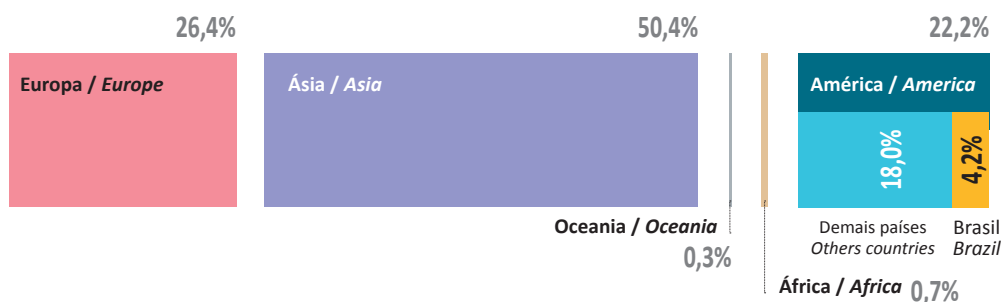 26,4%
50,4%
22,2%
Europa / Europe
Ásia / Asia
América / America
18,0%
4,2%
Oceania / Oceania
0,3%
Demais países
Others countries
Brasil
Brazil
África / Africa 0,7%